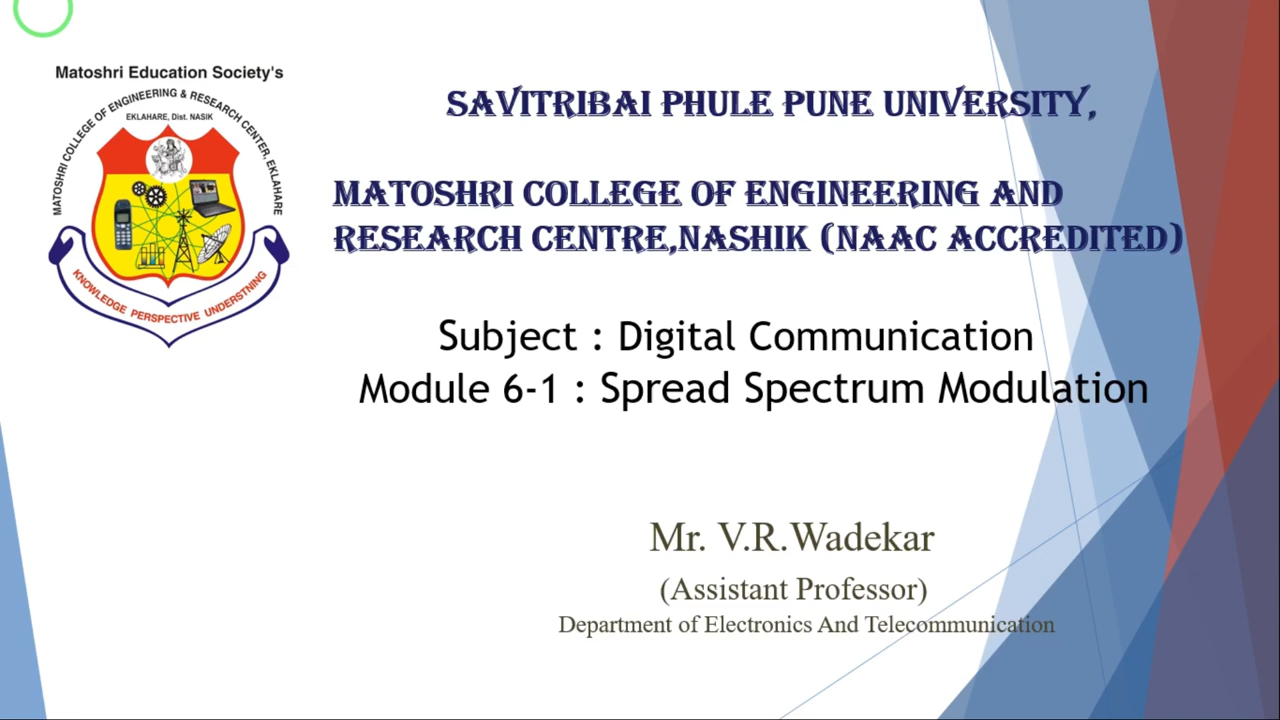 Matoshri Education Society's
MATOSHRI COLLEGE OF ENGINEERING & RESEARCH CENTER, EKLAHARE
EKLAHARE, Dist. NASIK
KNOWLEDGE PERSPECTIVE UNDERSTNING
SAVITRIBAI PHULE PUNE UNIVERSITY,
MATOSHRI COLLEGE OF ENGINEERING AND
RESEARCH CENTRE,NASHIK (NAAC ACCREDITED)
Subject : Digital Communication
Module 6-1 : Spread Spectrum Modulation
Mr. V.R.Wadekar
(Assistant Professor)
Department of Electronics And Telecommunication